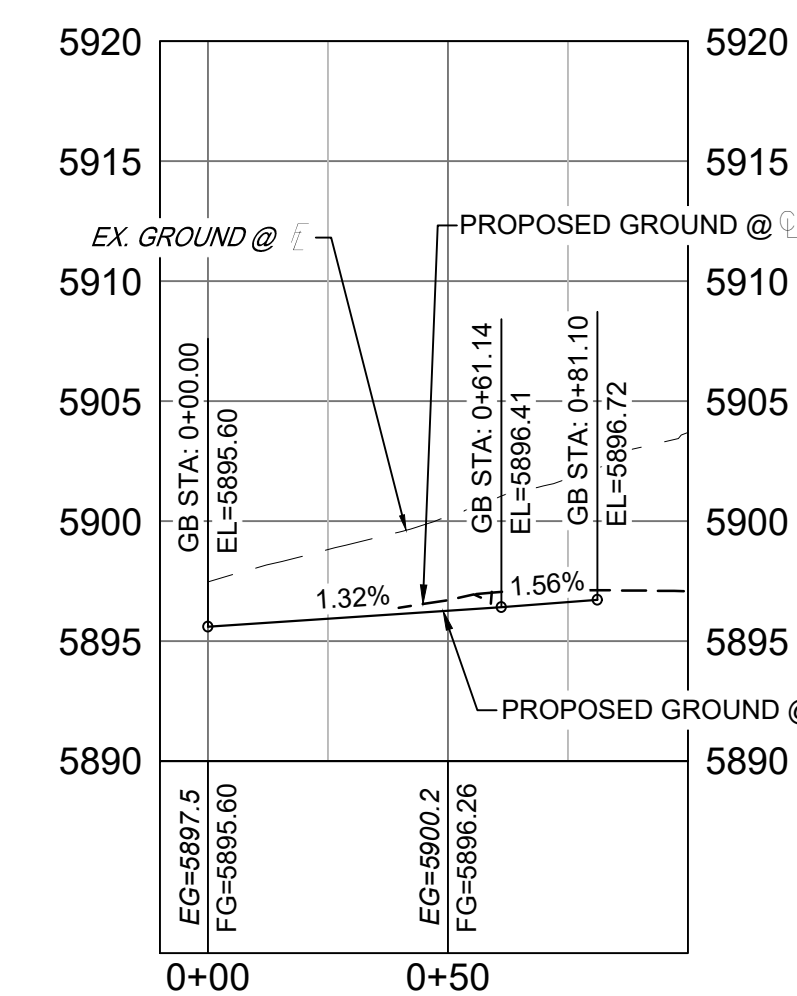 5920 5920
5915 5915
EX. GROUND @ FL
PROPOSED GROUND @ CL
5910 5910
GB STA: 0+00.00
EL=5895.60
GB STA: 0+61.14
EL=5896.41
GB STA: 0+81.10
EL=5896.72
5905 5905
5900 5900
1.32%
1.56%
5895 5895
PROPOSED GROUND @
5890 5890
EG=5897.5
FG=5895.60
EG=5900.2
FG=5896.26
0+00 0+50